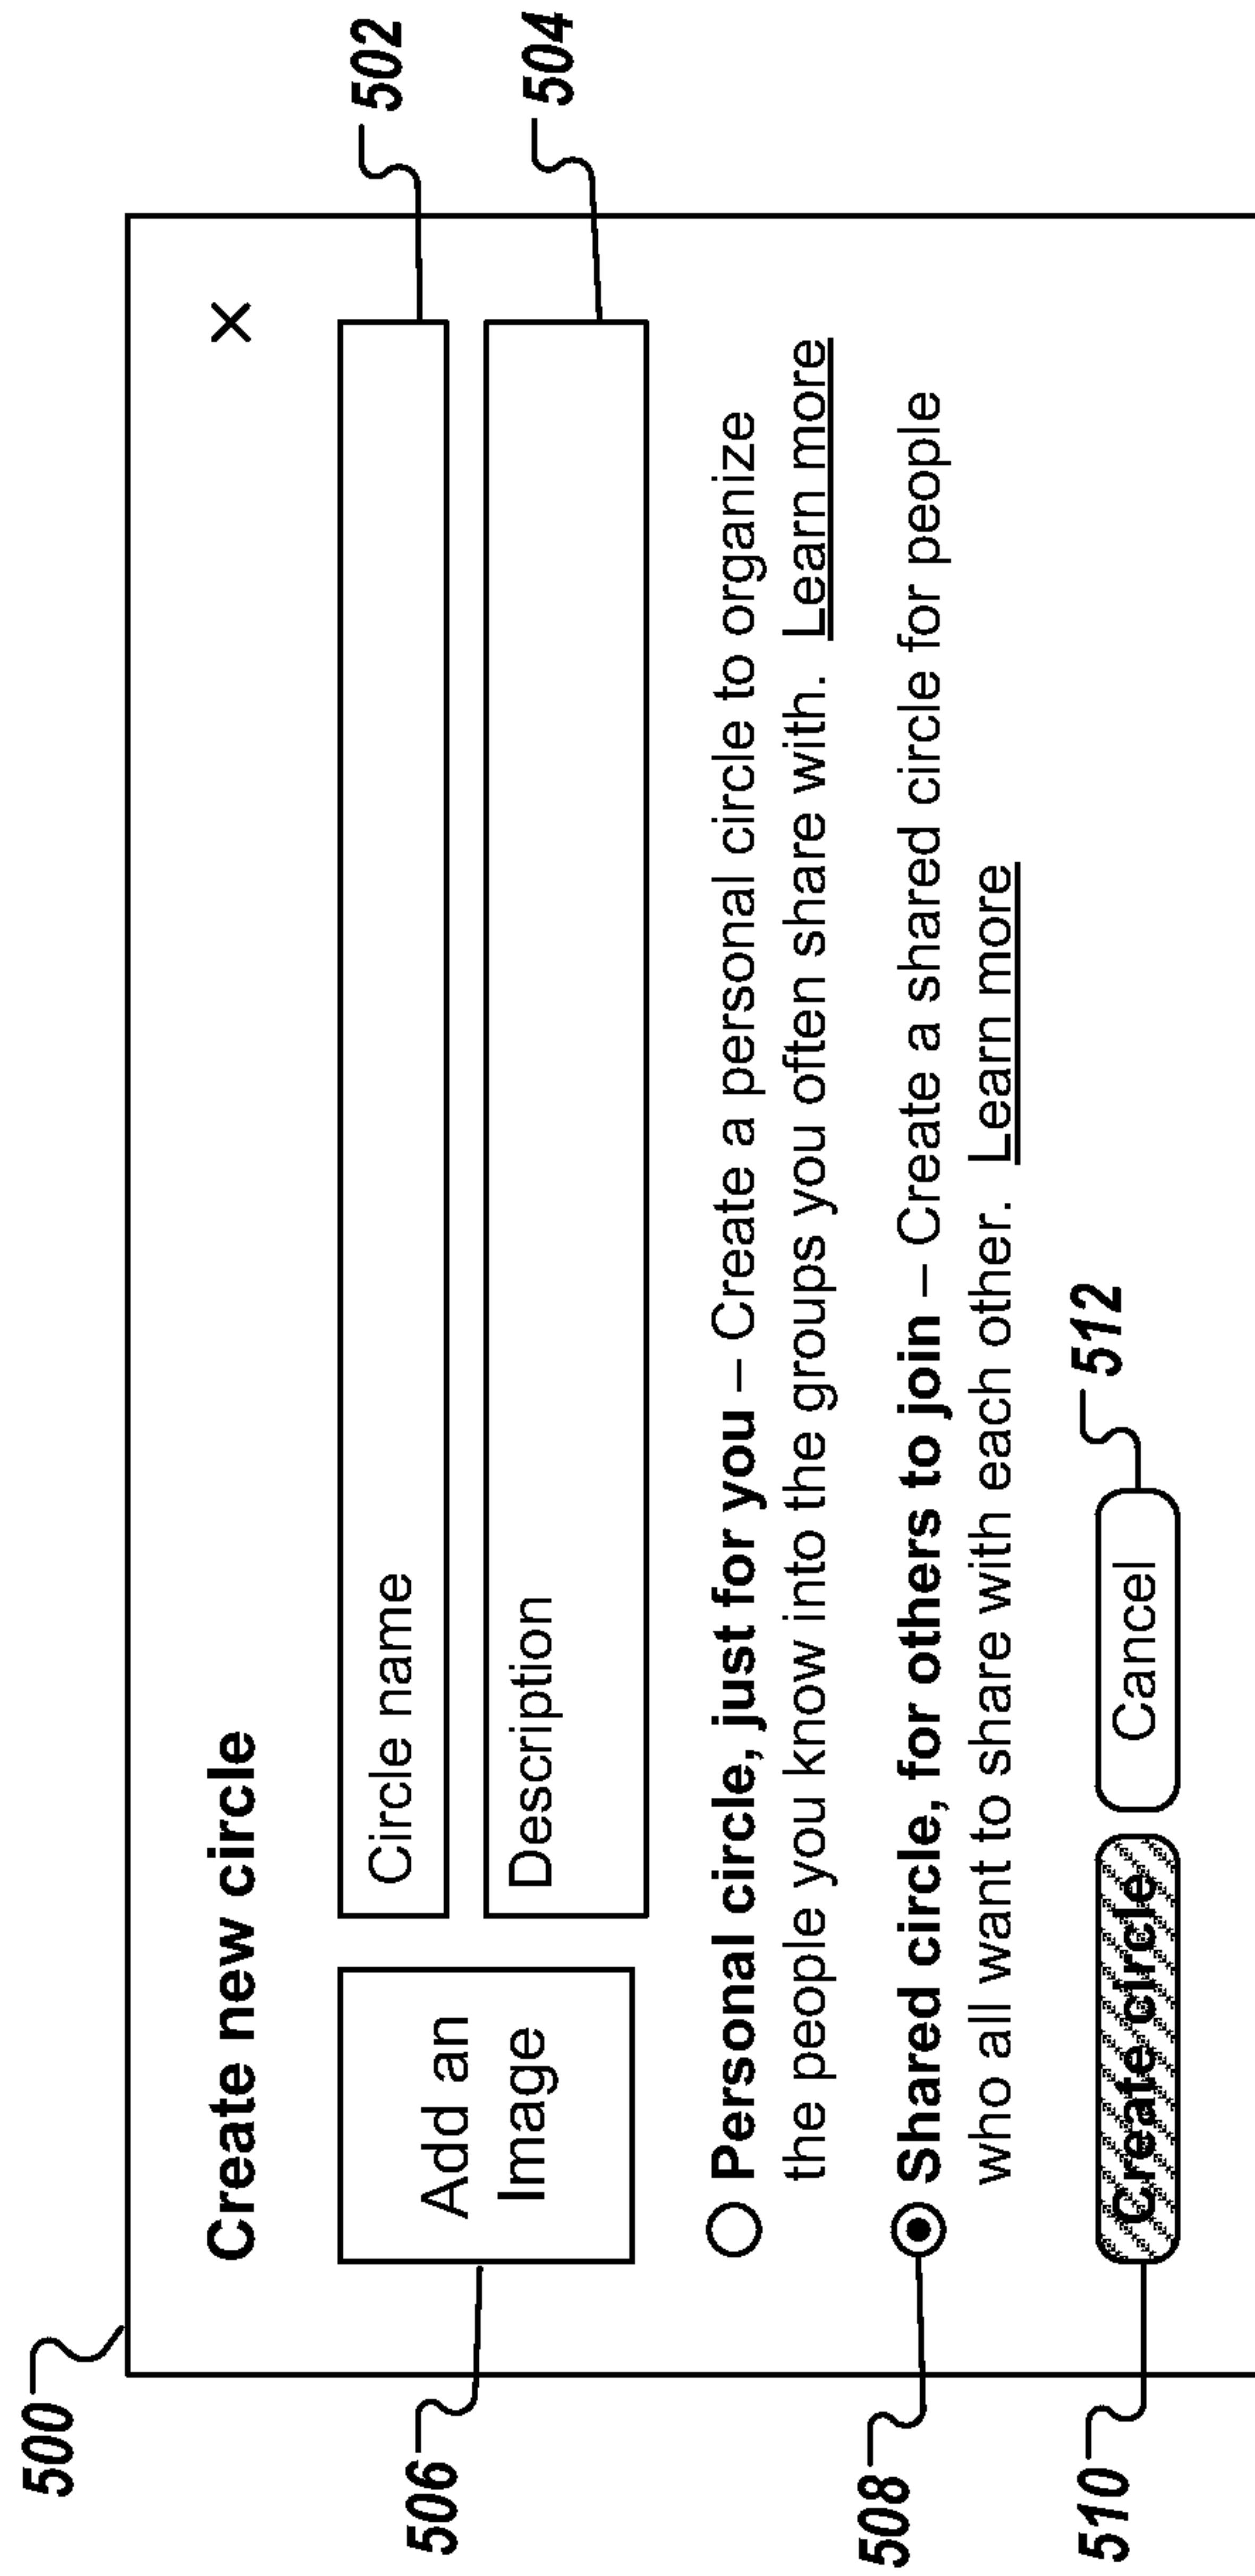 500
Create new circle
X
502
504
506
Add an
Image
Circle name
Description
Personal circle, just for you – Create a personal circle to organize
the people you know into the groups you often share with. Learn more
508
Shared circle, for others to join – Create a shared circle for people
who all want to share with each other. Learn more
510
Create circle
Cancel
512